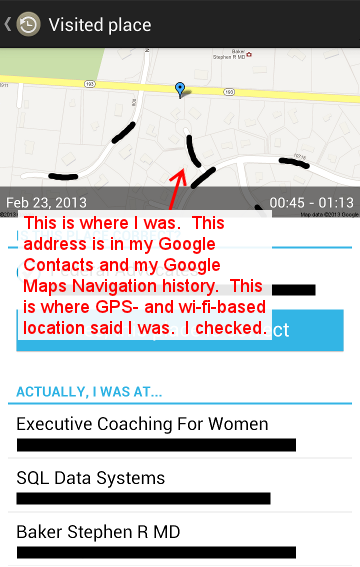 Visited place
Baker
Stephen R MD
193
193
Feb 23, 2013
00:45 - 01:13
©2013 Google
Map data ©2013 Google
This is where I was. This
address is in my Google
Contacts and my Google
Maps Navigation history. This
is where GPS- and wi-fi-based
location said I was. I checked.
ACTUALLY, I WAS AT...
Executive Coaching For Women
SQL Data Systems
Baker Stephen R MD